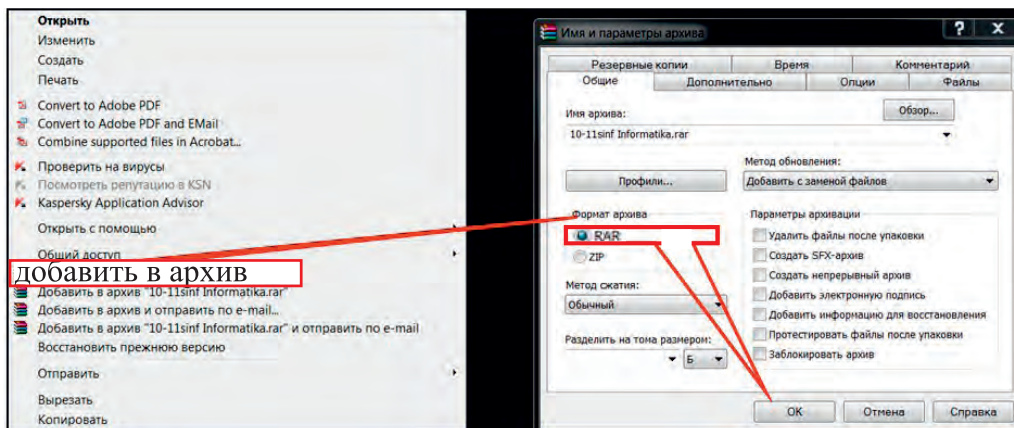 Открыть
Изменить
Создать
Печать
Convert to Adobe PDF
Convert to Adobe PDF and EMail
Combine supported files in Acrobat...
Проверить на вирусы
Посмотреть репутацию в KSN
Kaspersky Application Advisor
Открыть с помощью
Общий доступ
добавить в архив
Добавить в архив "10-11sinf Informatika.rar"
Добавить в архив и отправить по e-mail...
Добавить в архив "10-11sinf Informatika.rar" и отправить по e-mail
Восстановить прежнюю версию
Отправить
Вырезать
Копировать
Имя и параметры архива
Резервные копии Время Комментарий
Общие Дополнительно Опции Файлы
Имя архива:
Обзор...
10-11sinf Informatika.rar
Метод обновления:
Профили... Добавить с заменой файлов
Формат архива
RAR
ZIP
Метод сжатия:
Обычный
Разделить на тома размером:
Б
Параметры архивации
Удалить файлы после упаковки
Создать SFX-архив
Создать непрерывный архив
Добавить электронную подпись
Добавить информацию для восстановления
Протестировать файлы после упаковки
Заблокировать архив
OK Отмена Справка